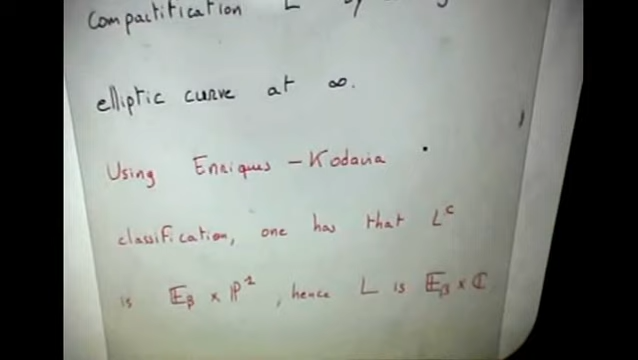 compactification L
elliptic curve at ∞.
Using Enriques - Kodaira
classification, one has that L^c
is 𝔼_β × ℙ^1, hence L is 𝔼_β × ℂ